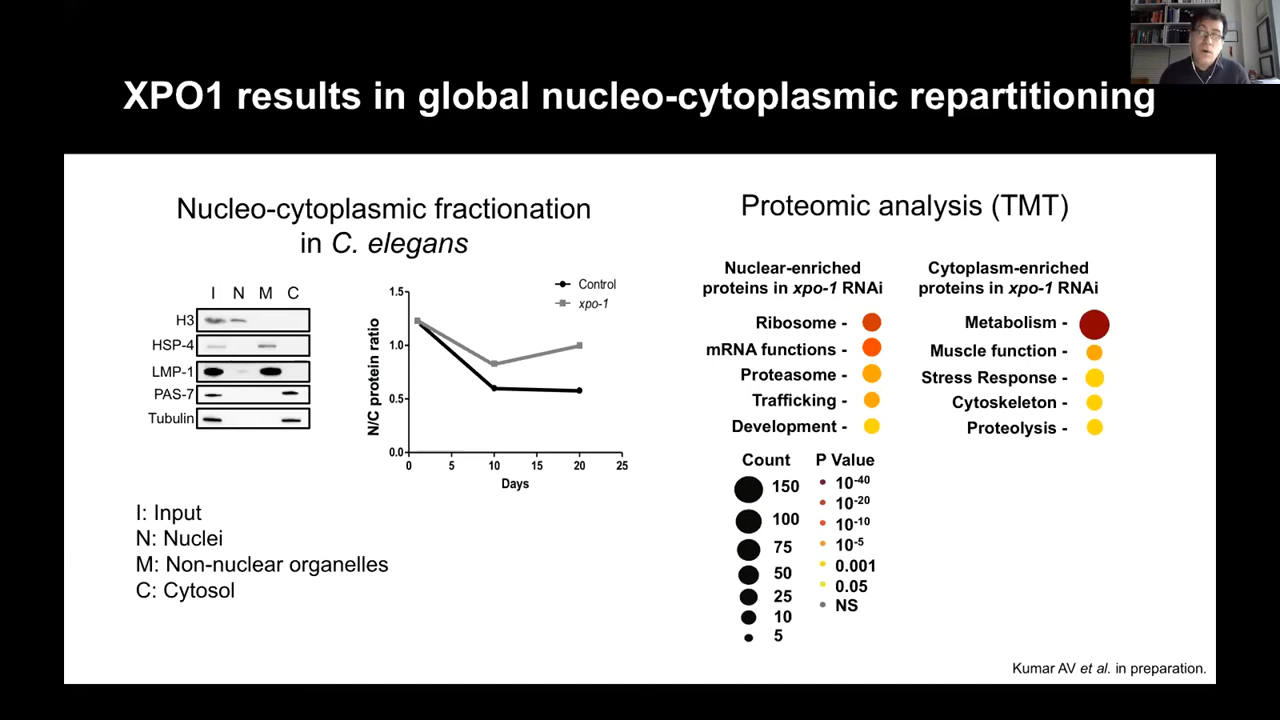 XPO1 results in global nucleo-cytoplasmic repartitioning
Nucleo-cytoplasmic fractionation
in C. elegans
I N M C
H3
HSP-4
LMP-1
PAS-7
Tubulin
Control
xpo-1
N/C protein ratio
1.5
1.0
0.5
0.0
0 5 10 15 20 25
Days
I: Input
N: Nuclei
M: Non-nuclear organelles
C: Cytosol
Proteomic analysis (TMT)
Nuclear-enriched
proteins in xpo-1 RNAi
Ribosome -
mRNA functions -
Proteasome -
Trafficking -
Development -
Cytoplasm-enriched
proteins in xpo-1 RNAi
Metabolism -
Muscle function -
Stress Response -
Cytoskeleton -
Proteolysis -
Count
150
100
75
50
25
10
5
P Value
10-40
10-20
10-10
10-5
0.001
0.05
NS
Kumar AV et al. in preparation.